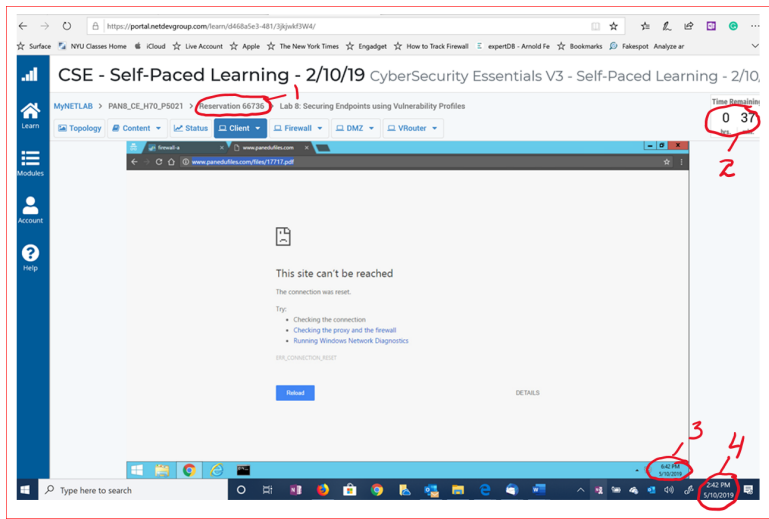 https://portal.netdevgroup.com/learn/d468a5e3-481/3jkjwkf3W4/
Surface NYU Classes Home iCloud Live Account Apple The New York Times Engadget How to Track Firewall expertDB - Arnold Fe Bookmarks Fakespot Analyze ar
CSE - Self-Paced Learning - 2/10/19 CyberSecurity Essentials V3 - Self-Paced Learning - 2/10/
1
MyNETLAB > PAN8_CE_H70_PS021 > Reservation 66736 > Lab 8: Securing Endpoints using Vulnerability Profiles
Time Remaining
0 37
hrs.
2
Learn
Topology Content Status Client Firewall DMZ VRouter
firewall-a www.panedufiles.com
www.panedufiles.com/files/17717.pdf
Modules
Account
Help
This site can't be reached
The connection was reset.
Try:
• Checking the connection
• Checking the proxy and the firewall
• Running Windows Network Diagnostics
ERR_CONNECTION_RESET
Reload DETAILS
3
4
6:42 PM
5/10/2019
Type here to search
2:42 PM
5/10/2019